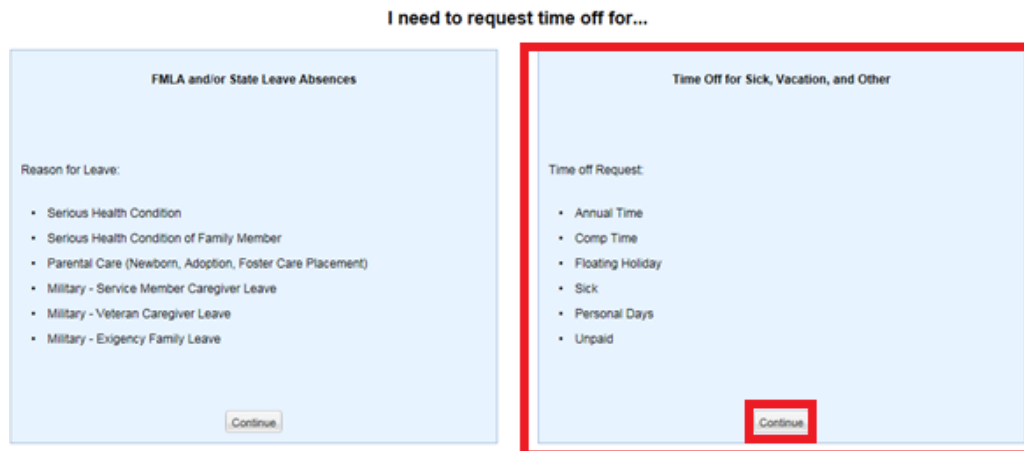 I need to request time off for...
FMLA and/or State Leave Absences
Reason for Leave:
• Serious Health Condition
• Serious Health Condition of Family Member
• Parental Care (Newborn, Adoption, Foster Care Placement)
• Military - Service Member Caregiver Leave
• Military - Veteran Caregiver Leave
• Military - Exigency Family Leave
Continue
Time Off for Sick, Vacation, and Other
Time off Request:
• Annual Time
• Comp Time
• Floating Holiday
• Sick
• Personal Days
• Unpaid
Continue